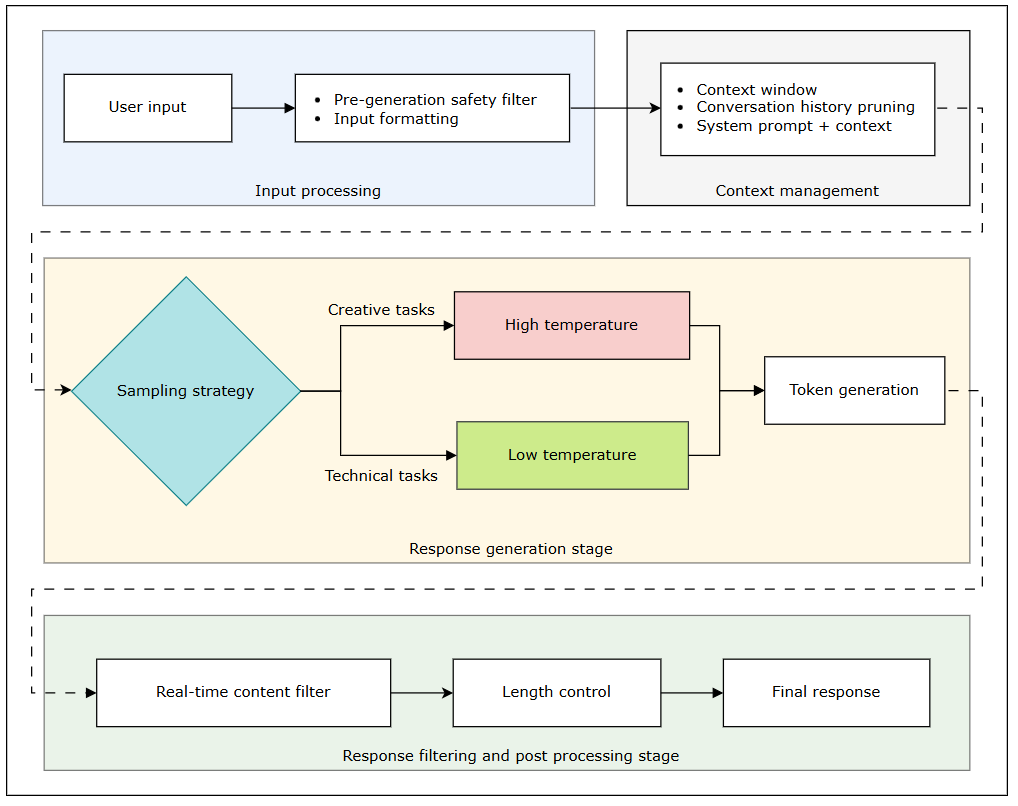 User input
• Pre-generation safety filter
• Input formatting
Input processing
• Context window
• Conversation history pruning
• System prompt + context
Context management
Sampling strategy
Creative tasks
High temperature
Technical tasks
Low temperature
Token generation
Response generation stage
Real-time content filter
Length control
Final response
Response filtering and post processing stage